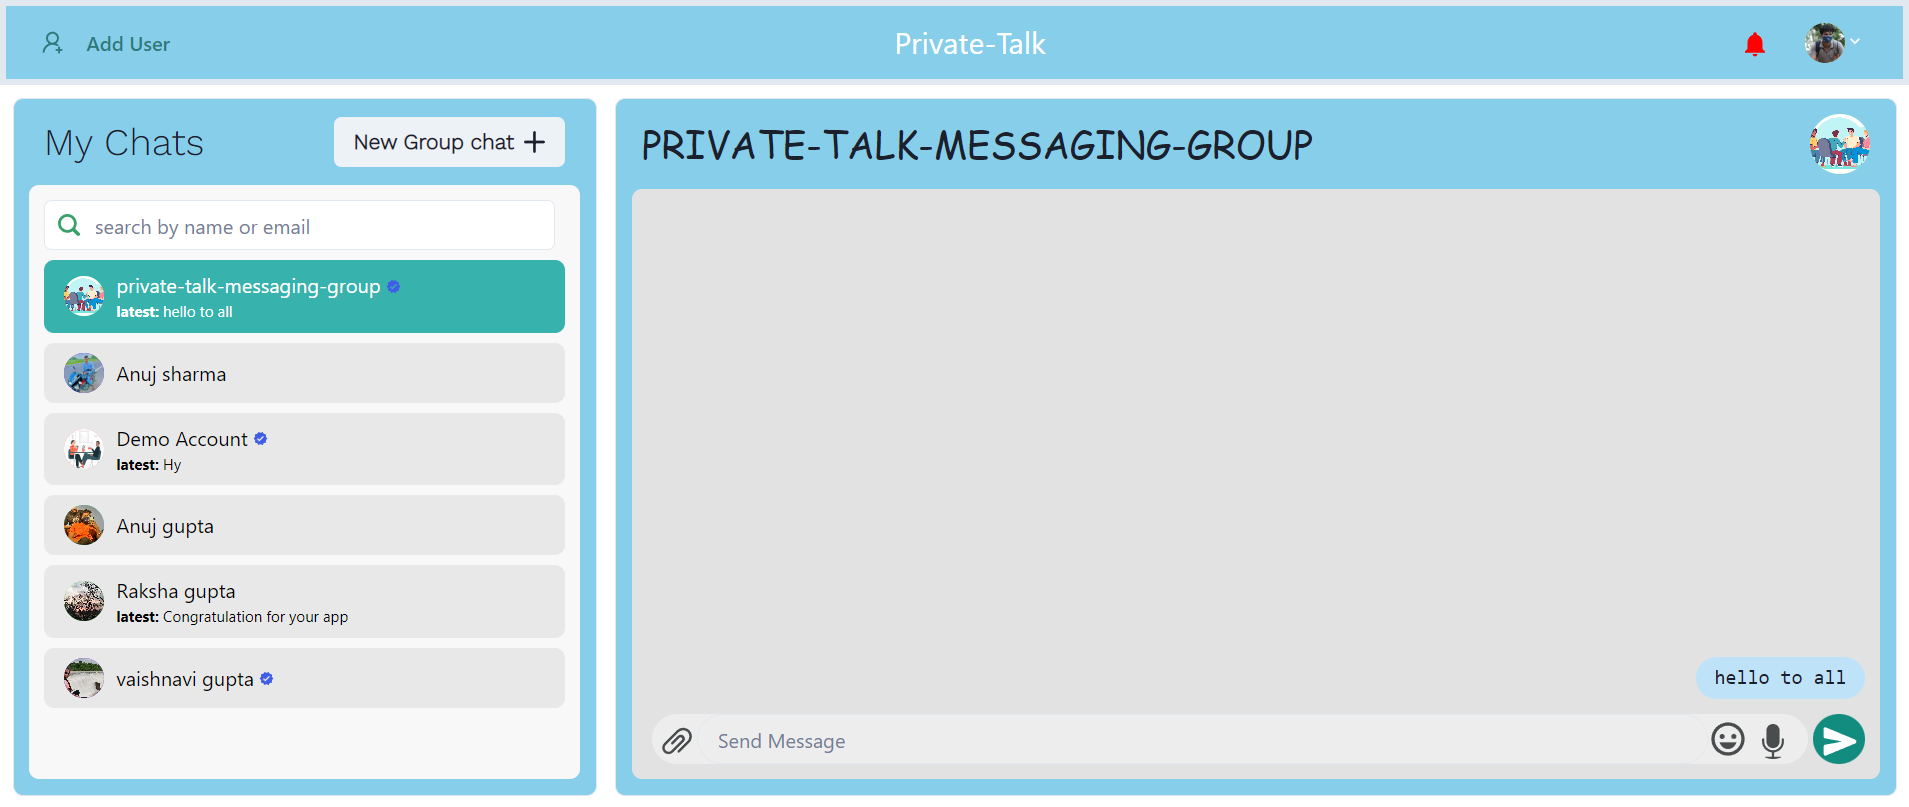 Add User
Private-Talk
My Chats
New Group chat
search by name or email
private-talk-messaging-group
latest: hello to all
Anuj sharma
Demo Account
latest: Hy
Anuj gupta
Raksha gupta
latest: Congratulation for your app
vaishnavi gupta
PRIVATE-TALK-MESSAGING-GROUP
hello to all
Send Message